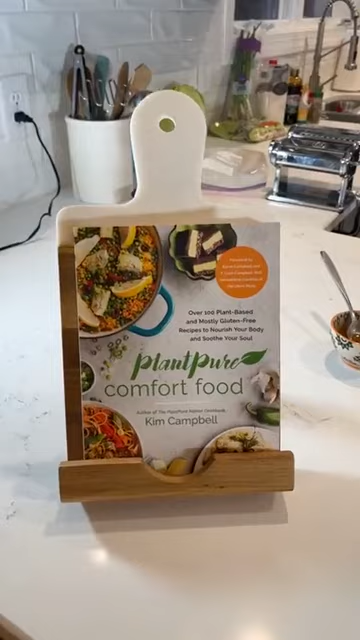 Over 100 Plant-Based
and Mostly Gluten-Free
Recipes to Nourish Your Body
and Soothe Your Soul
PlantPure
comfort food
Author of The PlantPure Nation Cookbook
Kim Campbell